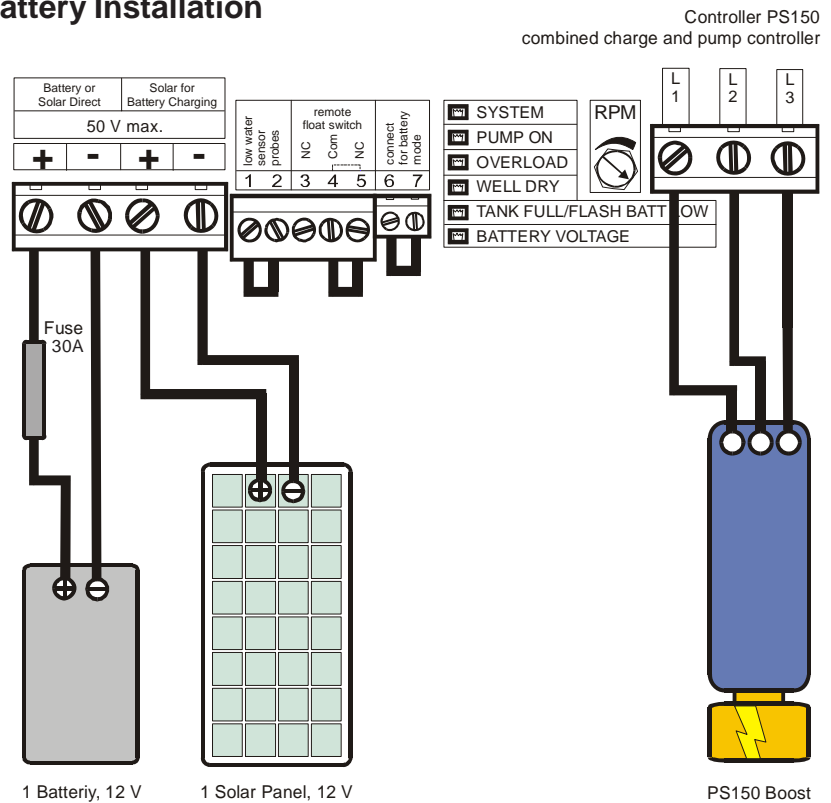 attery Installation
Controller PS150
combined charge and pump controller
Battery or
Solar Direct
Solar for
Battery Charging
50 V max.
+ - + -
low water
sensor
probes
remote
float switch
NC Com NC
connect
for battery
mode
1 2 3 4 5 6 7
SYSTEM
PUMP ON
OVERLOAD
WELL DRY
TANK FULL/FLASH BATT LOW
BATTERY VOLTAGE
RPM
L
1
L
2
L
3
Fuse
30A
1 Batteriy, 12 V
1 Solar Panel, 12 V
PS150 Boost